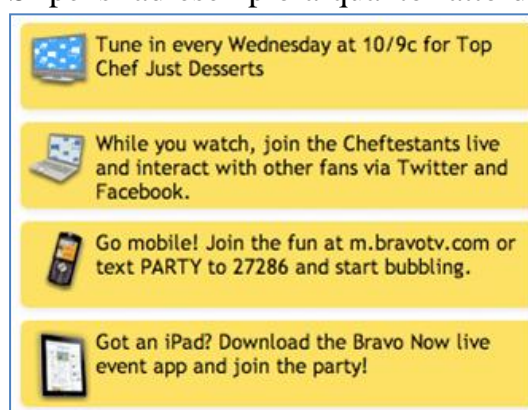 Tune in every Wednesday at 10/9c for Top
Chef Just Desserts
While you watch, join the Cheftestants live
and interact with other fans via Twitter and
Facebook.
Go mobile! Join the fun at m.bravotv.com or
text PARTY to 27286 and start bubbling.
Got an iPad? Download the Bravo Now live
event app and join the party!